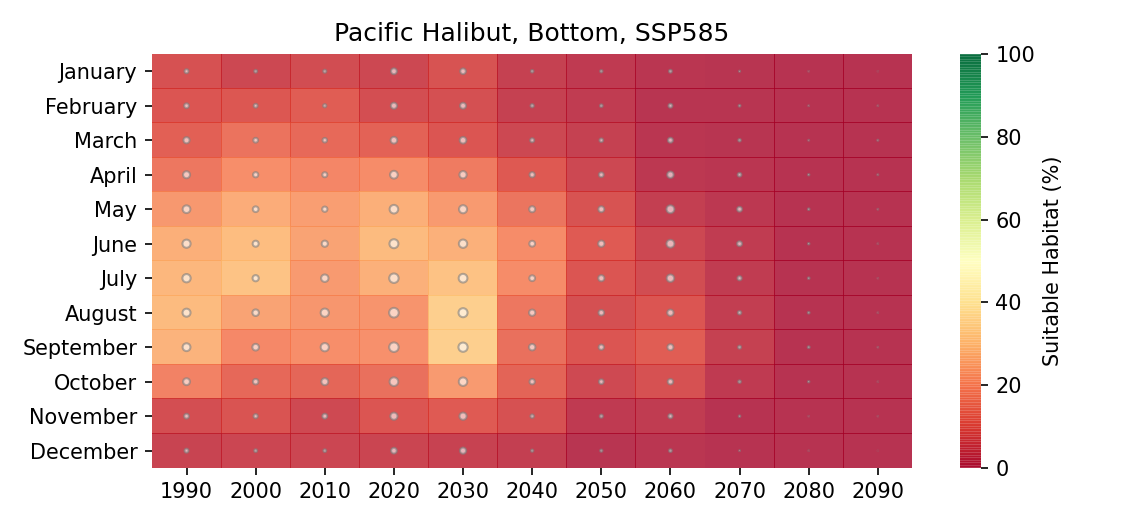 Pacific Halibut, Bottom, SSP585
January
February
March
April
May
June
July
August
September
October
November
December
1990 2000 2010 2020 2030 2040 2050 2060 2070 2080 2090
100
80
60
40
20
0
Suitable Habitat (%)